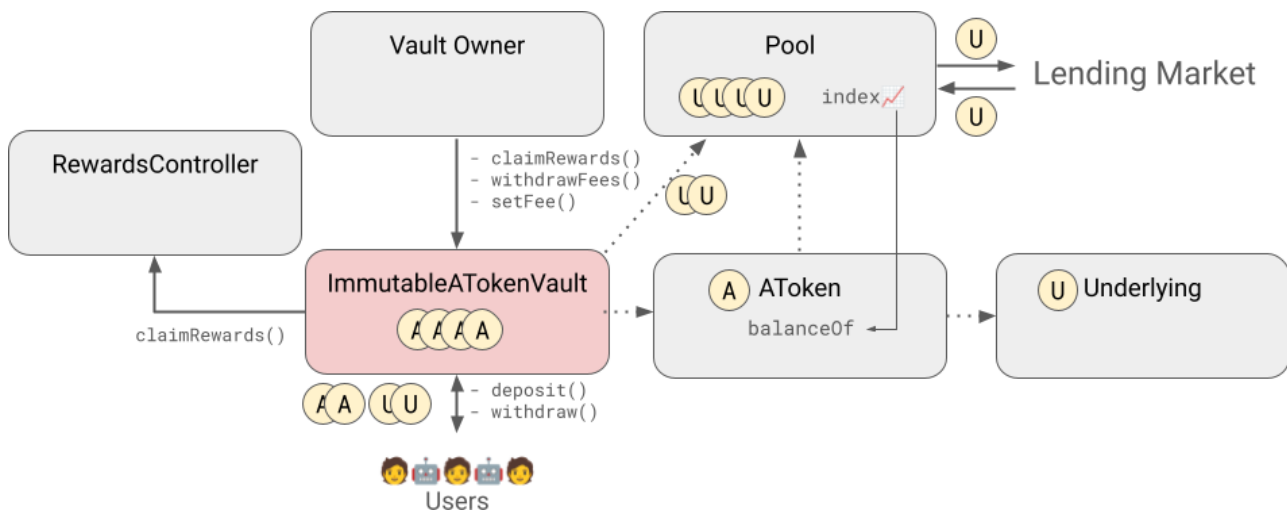 Vault Owner
Pool
U
U U U U
index
Lending Market
U
RewardsController
- claimRewards()
- withdrawFees()
- setFee()
U U
ImmutableATokenVault
A A A A
claimRewards()
A AToken
balanceOf
U Underlying
A A U U
- deposit()
- withdraw()
Users